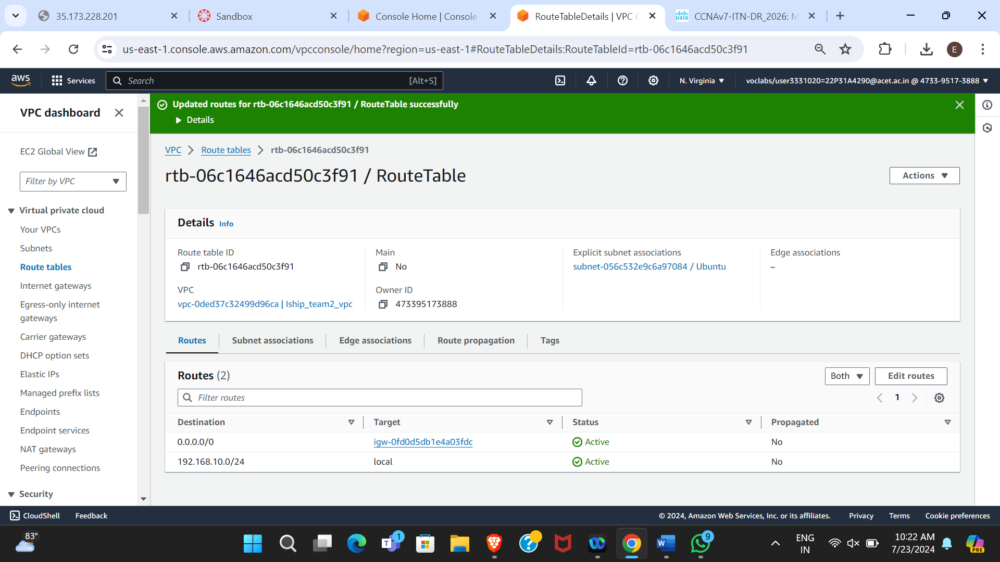 35.173.228.201
Sandbox
Console Home | Console
RouteTableDetails | VPC C
CCNAv7-ITN-DR_2026: M
us-east-1.console.aws.amazon.com/vpcconsole/home?region=us-east-1#RouteTableDetails:RouteTableId=rtb-06c1646acd50c3f91
E
aws
Services
Search
[Alt+S]
N. Virginia
voclabs/user3331020=22P31A4290@acet.ac.in @ 4733-9517-3888
VPC dashboard
EC2 Global View
Filter by VPC
Virtual private cloud
Your VPCs
Subnets
Route tables
Internet gateways
Egress-only internet
gateways
Carrier gateways
DHCP option sets
Elastic IPs
Managed prefix lists
Endpoints
Endpoint services
NAT gateways
Peering connections
Security
Updated routes for rtb-06c1646acd50c3f91 / RouteTable successfully
Details
VPC
Route tables
rtb-06c1646acd50c3f91
rtb-06c1646acd50c3f91 / RouteTable
Actions
Details Info
Route table ID
rtb-06c1646acd50c3f91
Main
No
Explicit subnet associations
subnet-056c532e9c6a97084 / Ubuntu
Edge associations
–
VPC
vpc-0ded37c32499d96ca | Iship_team2_vpc
Owner ID
473395173888
Routes
Subnet associations
Edge associations
Route propagation
Tags
Routes (2)
Both
Edit routes
Filter routes
1
Destination Target Status Propagated
0.0.0.0/0 igw-0fd0d5db1e4a03fdc Active No
192.168.10.0/24 local Active No
CloudShell
Feedback
© 2024, Amazon Web Services, Inc. or its affiliates.
Privacy
Terms
Cookie preferences
83°
1
9
ENG
IN
10:22 AM
7/23/2024
PRE